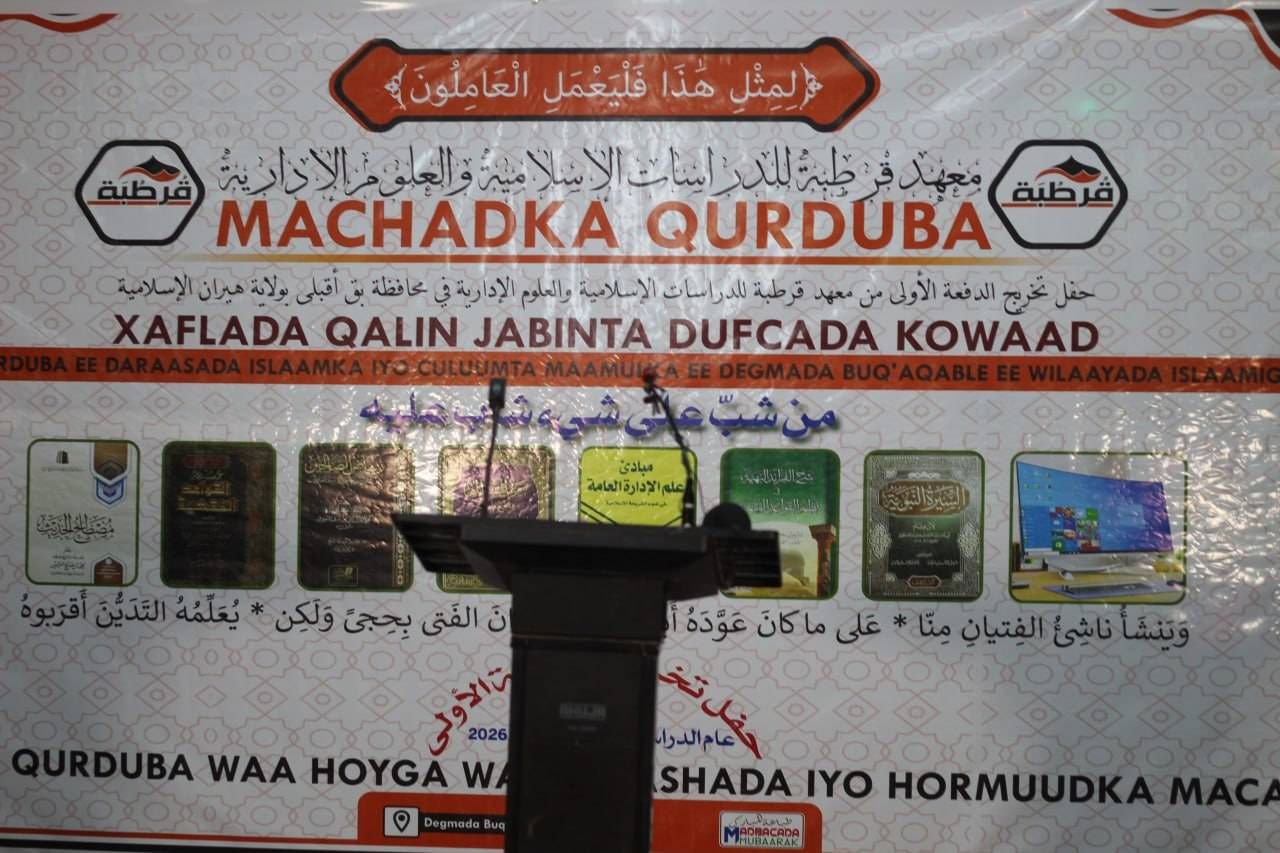 لِمِثْلِ هَٰذَا فَلْيَعْمَلِ الْعَامِلُونَ
معهد قرطبة للدراسات الإسلامية والعلوم الإدارية
قرطبة
قرطبة
MACHADKA QURDUBA
حفل تخريج الدفعة الأولى من معهد قرطبة للدراسات الإسلامية والعلوم الإدارية في محافظة بق أقبلى بولاية هيران الإسلامية
XAFLADA QALIN JABINTA DUFCADA KOWAAD
RDUBA EE DARAASADA ISLAAMKA IYO CULUUMTA MAAMULKA EE DEGMADA BUQ'AQABLE EE WILAAYADA ISLAAMIG
من شبّ على شيء شاب عليه
مبادئ
علم الإدارة العامة
السيرة النبوية
وَيَنشَأُ ناشِئُ الفِتيانِ مِنّا * عَلى ما كانَ عَوَّدَهُ
الفَتى بِحِجىً وَلَكِن * يُعَلِّمُهُ التَدَيُّنَ أَقرَبوهُ
حفل تخ
الأولى
2026
QURDUBA WAA HOYGA WA ASHADA IYO HORMUUDKA MACA
Degmada Buq
MADBACADA
MUBAARAK